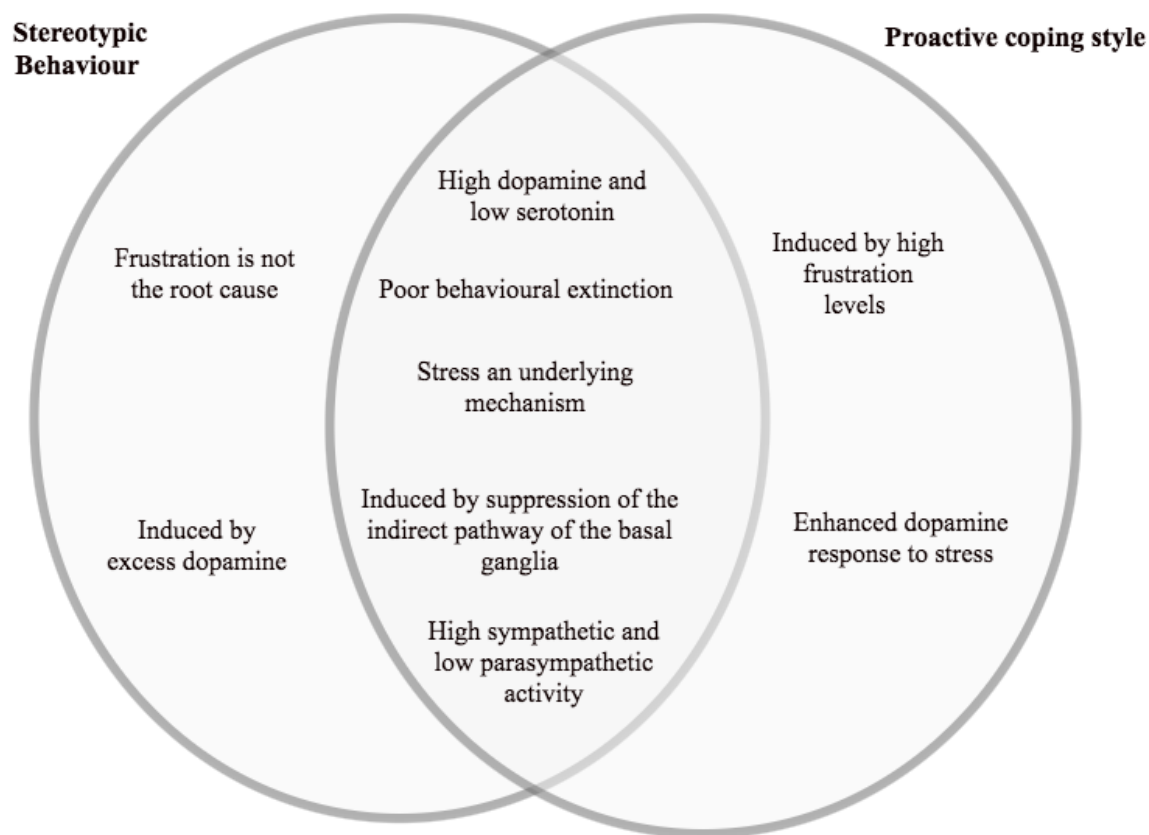 Stereotypic
Behaviour
Proactive coping style
High dopamine and
low serotonin
Frustration is not
the root cause
Induced by high
frustration
levels
Poor behavioural extinction
Stress an underlying
mechanism
Induced by suppression of the
indirect pathway of the basal
ganglia
Induced by
excess dopamine
Enhanced dopamine
response to stress
High sympathetic and
low parasympathetic
activity